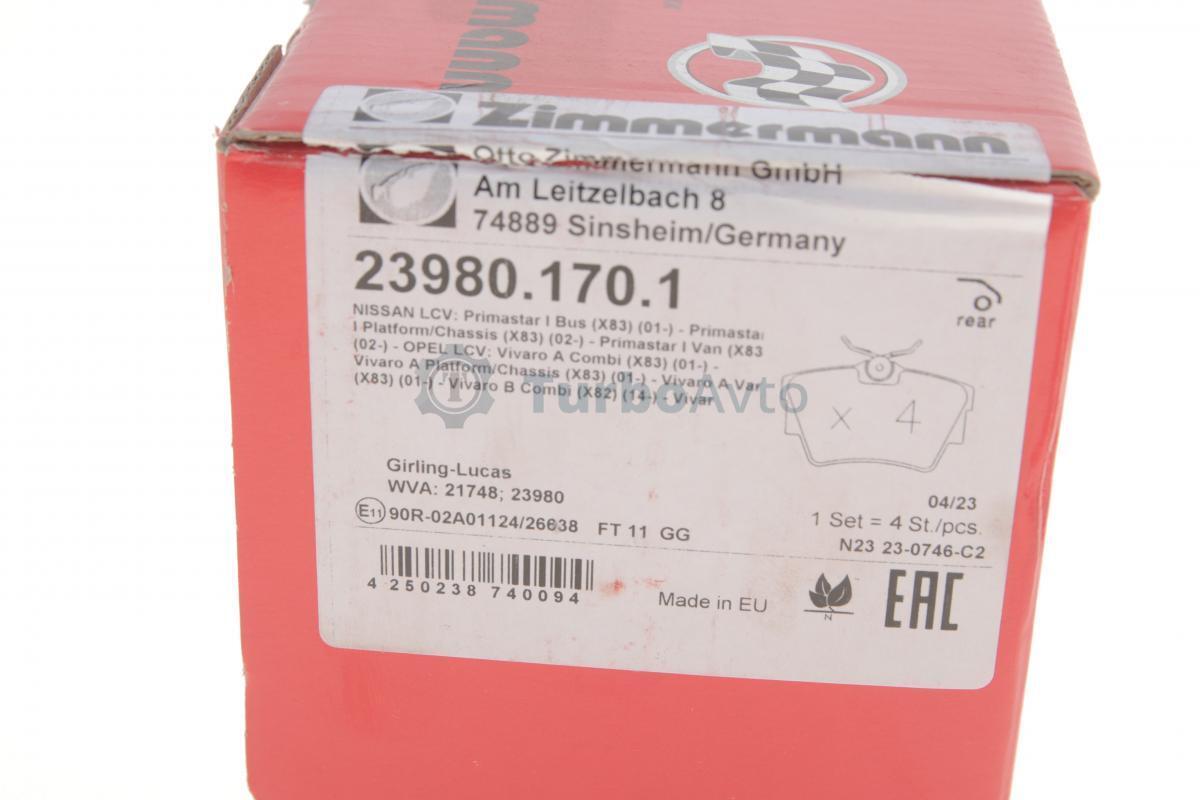 Zimmermann
Otto Zimmermann GmbH
Am Leitzelbach 8
74889 Sinsheim/Germany
23980.170.1
rear
NISSAN LCV: Primastar I Bus (X83) (01-) - Primastar
I Platform/Chassis (X83) (02-) - Primastar I Van (X83
(02-) - OPEL LCV: Vivaro A Combi (X83) (01-) -
Vivaro A Platform/Chassis (X83) (01-) - Vivaro A Van
(X83) (01-) - Vivaro B Combi (X82) (14-) - Vivar
TurboAvto
x 4
Girling-Lucas
WVA: 21748; 23980
E11 90R-02A01124/26638 FT 11 GG
04/23
1 Set = 4 St./pcs.
N23 23-0746-C2
4 250238 740094
Made in EU
N
EAC